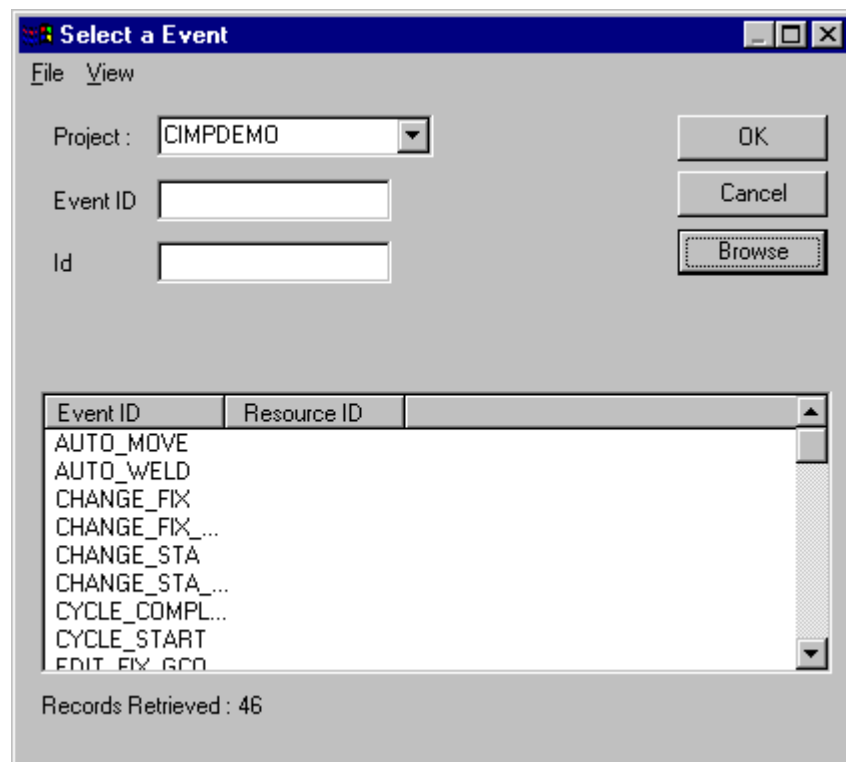 Select a Event
File View
Project : CIMPDEMO
OK
Event ID
Cancel
Id
Browse
Event ID Resource ID
AUTO_MOVE
AUTO_WELD
CHANGE_FIX
CHANGE_FIX_...
CHANGE_STA
CHANGE_STA_...
CYCLE_COMPL...
CYCLE_START
EDIT_FIX_GCO
Records Retrieved : 46